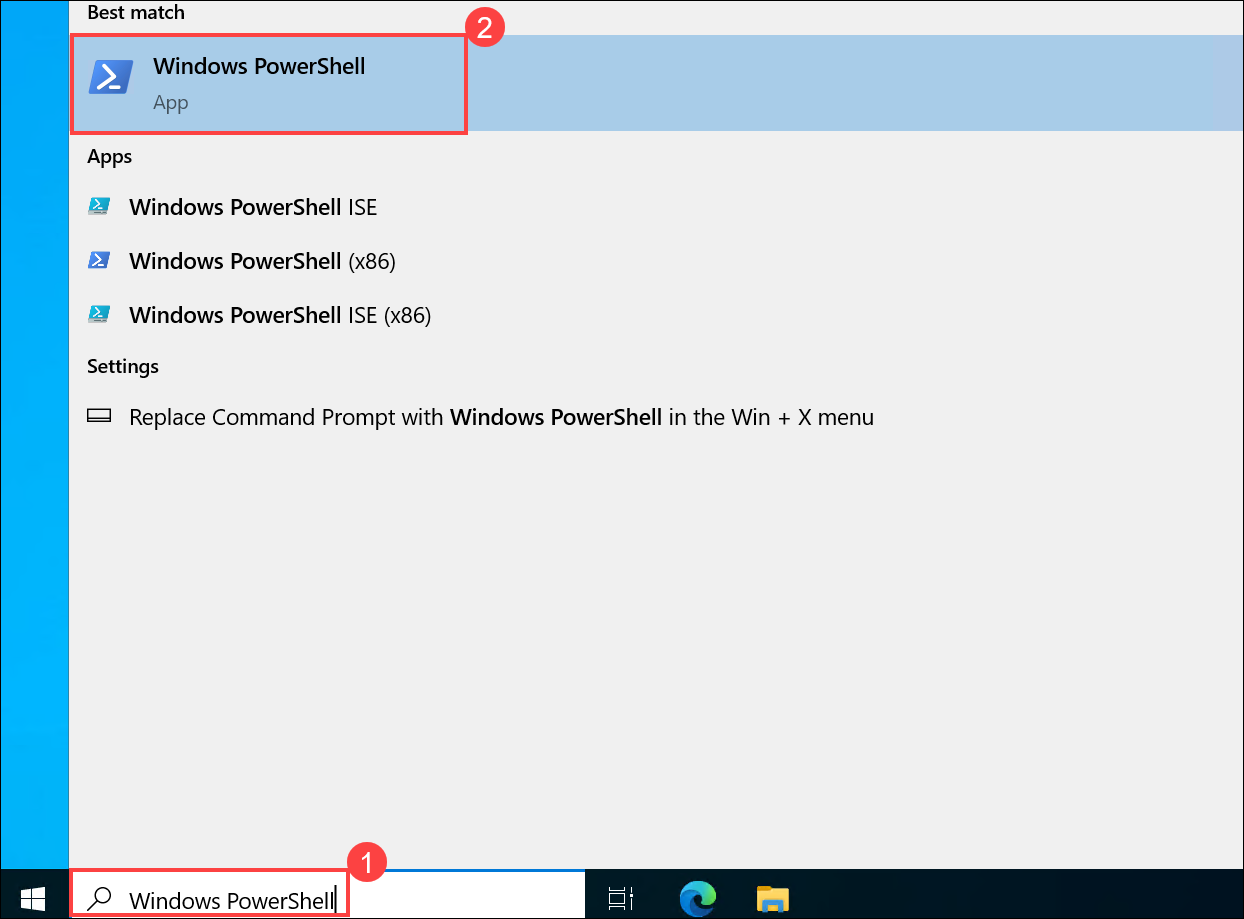 Best match
2
Windows PowerShell
App
Apps
Windows PowerShell ISE
Windows PowerShell (x86)
Windows PowerShell ISE (x86)
Settings
Replace Command Prompt with Windows PowerShell in the Win + X menu
1
Windows PowerShell